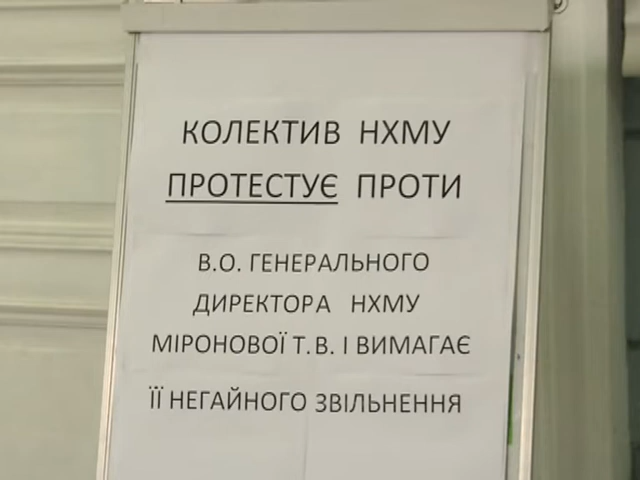 КОЛЕКТИВ НХМУ
ПРОТЕСТУЄ ПРОТИ
В.О. ГЕНЕРАЛЬНОГО
ДИРЕКТОРА НХМУ
МІРОНОВОЇ Т.В. І ВИМАГАЄ
ЇЇ НЕГАЙНОГО ЗВІЛЬНЕННЯ